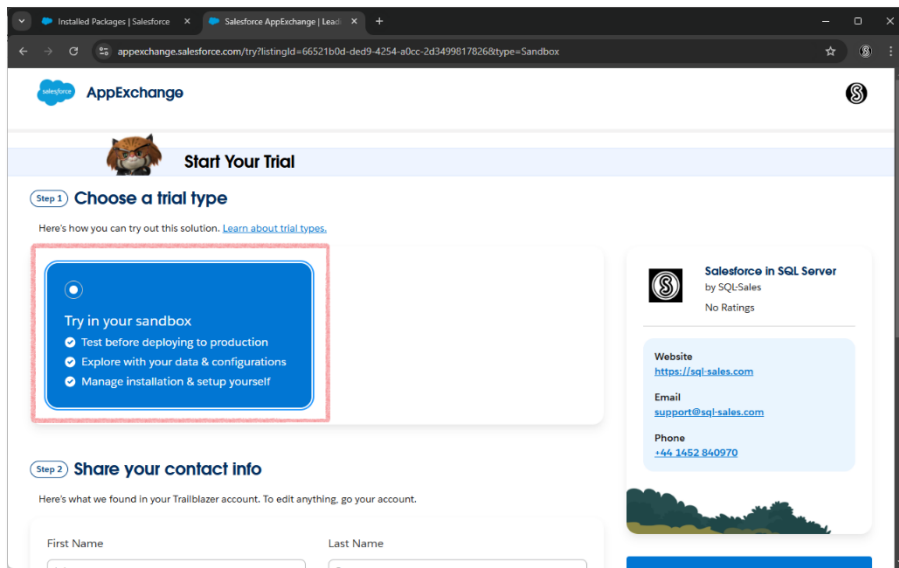 Installed Packages | Salesforce
Salesforce AppExchange | Leadi
appexchange.salesforce.com/try?listingId=66521b0d-ded9-4254-a0cc-2d3499817826&type=Sandbox
salesforce
AppExchange
Start Your Trial
Step 1 Choose a trial type
Here's how you can try out this solution. Learn about trial types.
Try in your sandbox
Test before deploying to production
Explore with your data & configurations
Manage installation & setup yourself
Salesforce in SQL Server
by SQL-Sales
No Ratings
Website
https://sql-sales.com
Email
support@sql-sales.com
Phone
+44 1452 840970
Step 2 Share your contact info
Here's what we found in your Trailblazer account. To edit anything, go your account.
First Name
Last Name